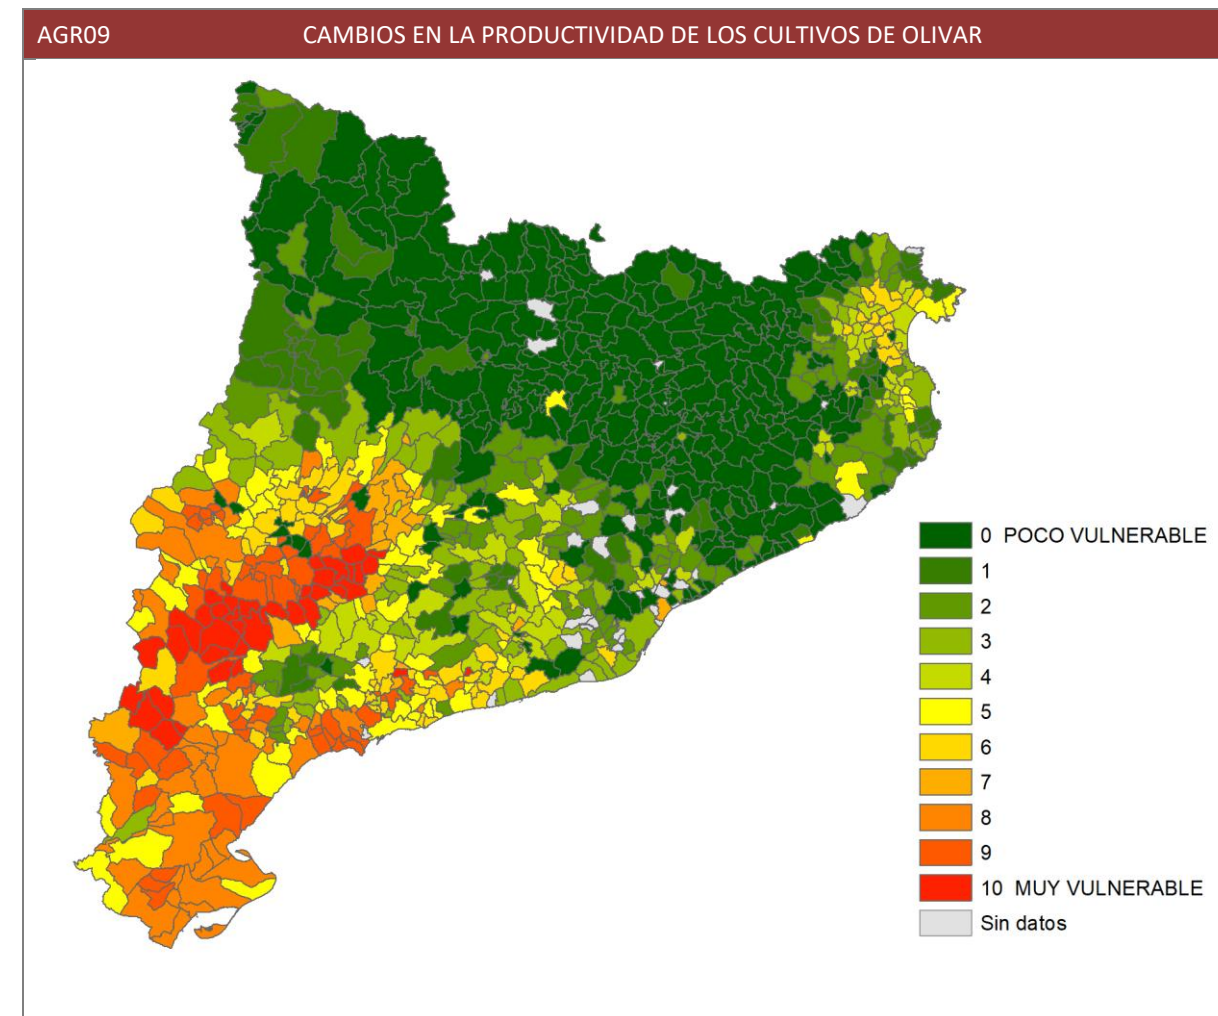 AGR09 CAMBIOS EN LA PRODUCTIVIDAD DE LOS CULTIVOS DE OLIVAR
0 POCO VULNERABLE
1
2
3
4
5
6
7
8
9
10 MUY VULNERABLE
Sin datos